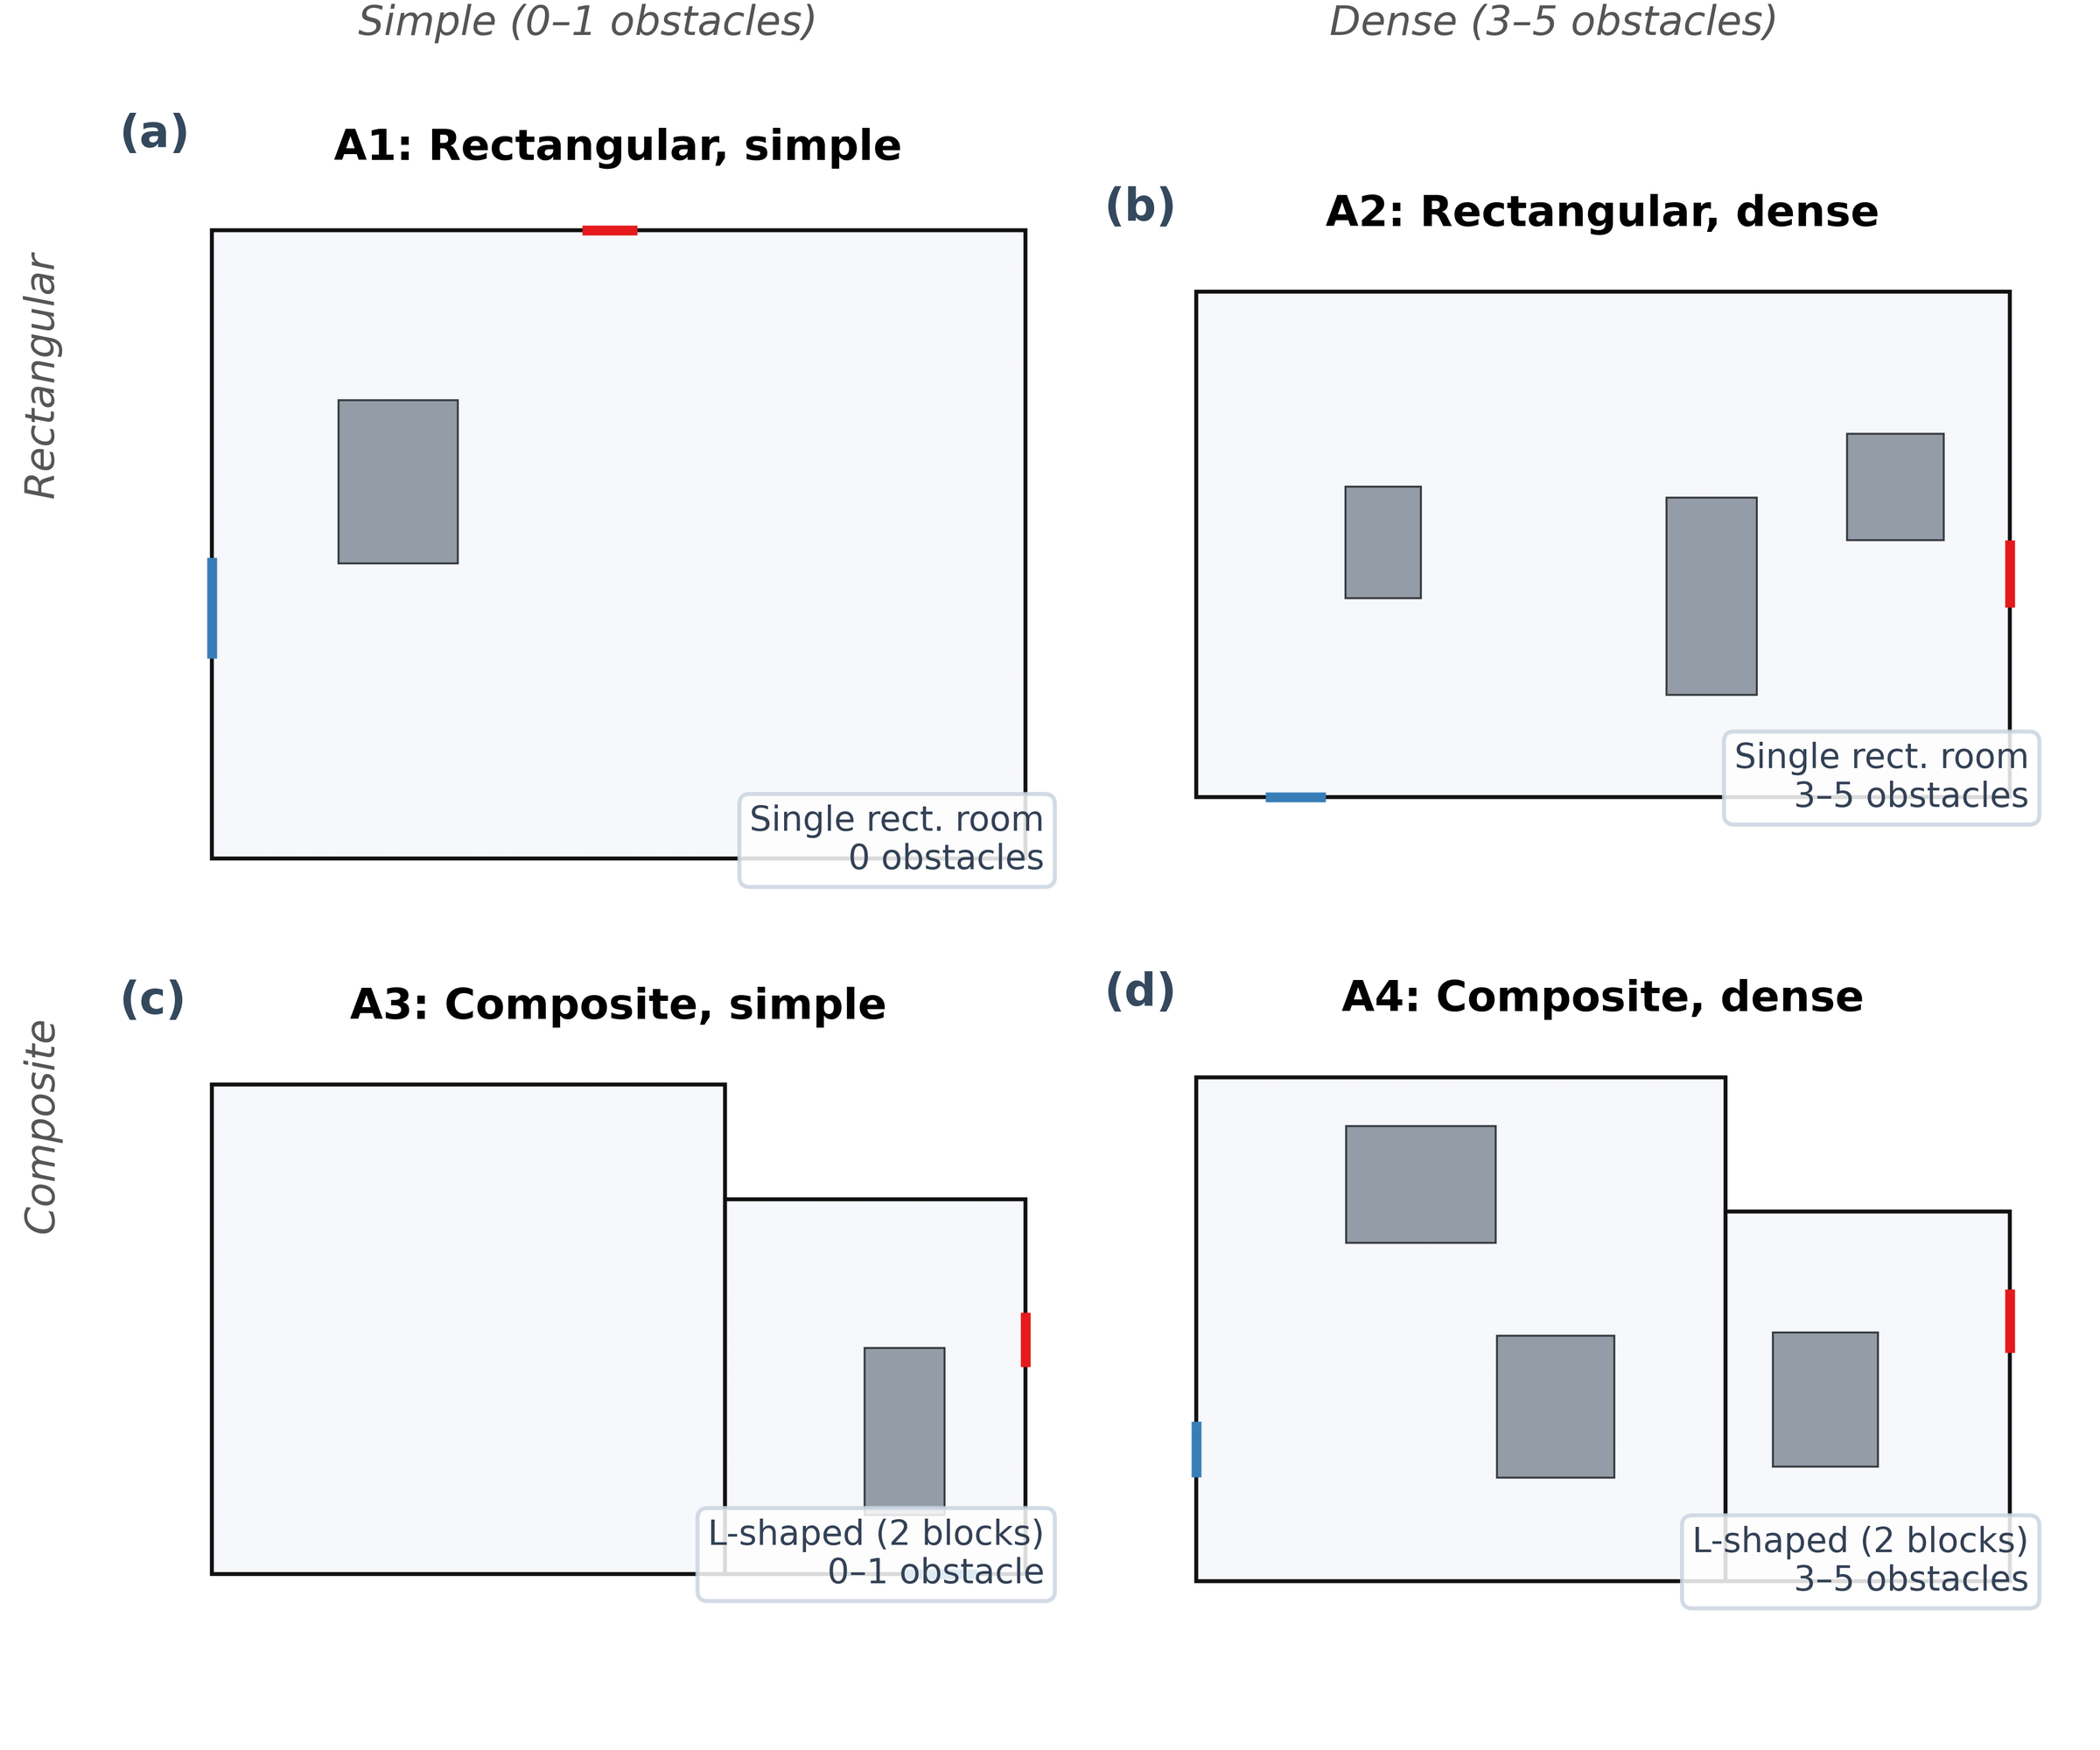 Simple (0–1 obstacles)
Dense (3–5 obstacles)
(a)
A1: Rectangular, simple
(b)
A2: Rectangular, dense
Rectangular
Single rect. room
0 obstacles
Single rect. room
3–5 obstacles
(c)
A3: Composite, simple
(d)
A4: Composite, dense
Composite
L-shaped (2 blocks)
0–1 obstacle
L-shaped (2 blocks)
3–5 obstacles